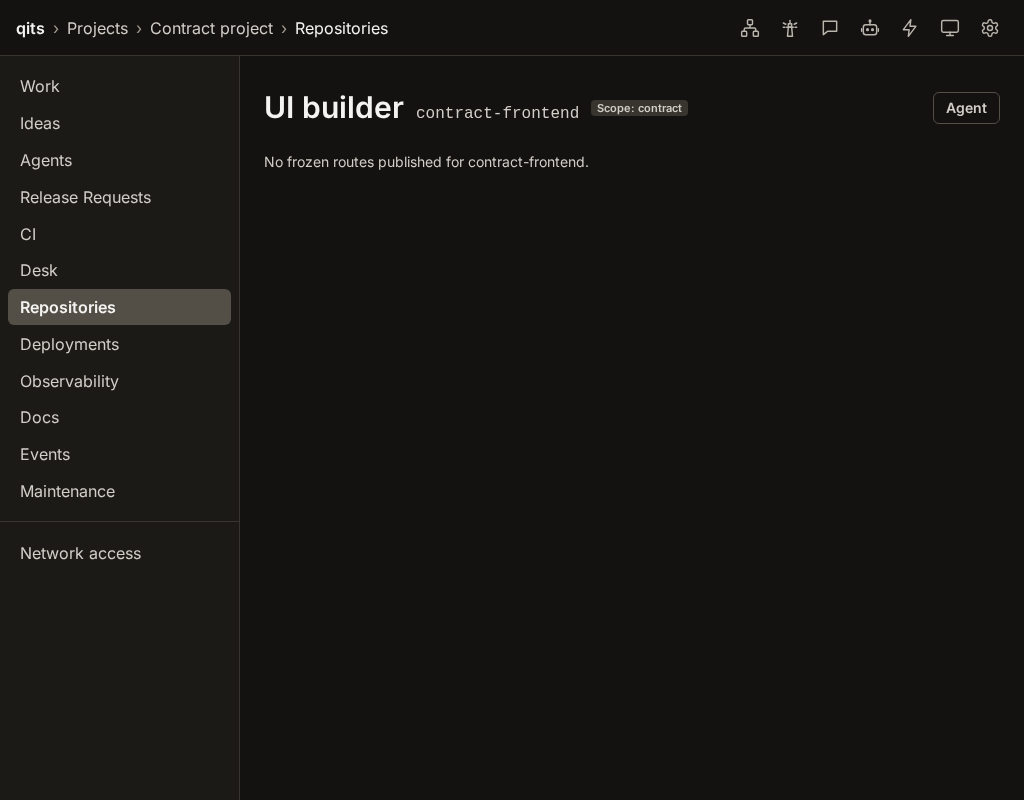 qits › Projects › Contract project › Repositories
Work
Ideas
Agents
Release Requests
CI
Desk
Repositories
Deployments
Observability
Docs
Events
Maintenance
Network access
UI builder contract-frontend Scope: contract Agent
No frozen routes published for contract-frontend.